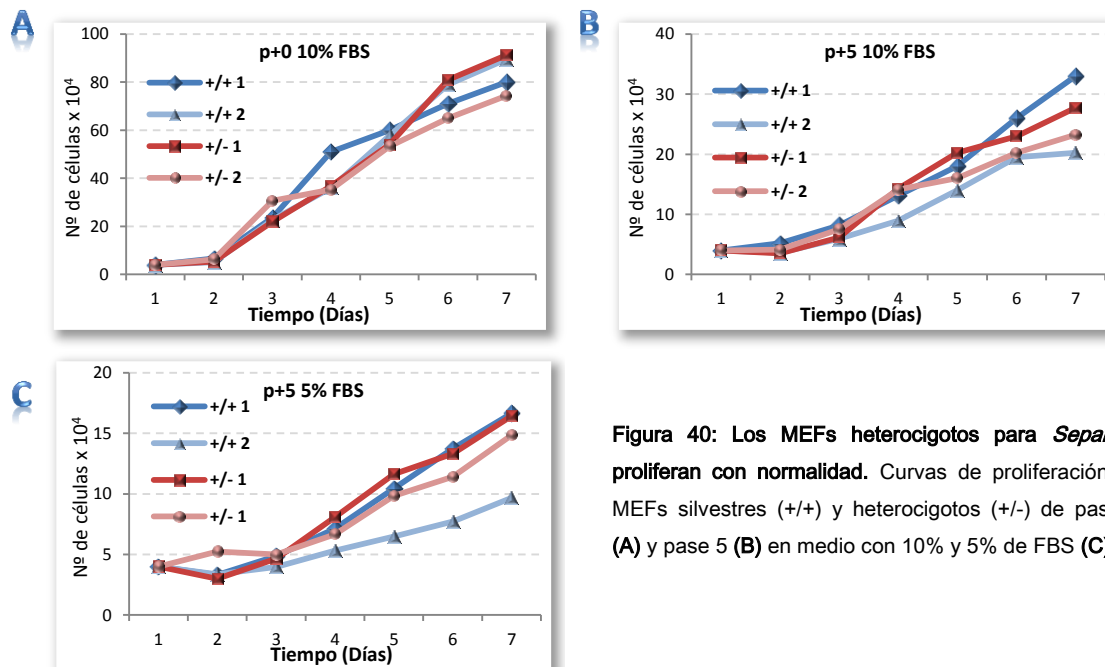 A
p+0 10% FBS
Nº de células x 10⁴
100
80
60
40
20
0
+/+ 1
+/+ 2
+/- 1
+/- 2
1 2 3 4 5 6 7
Tiempo (Días)
B
p+5 10% FBS
Nº de células x 10⁴
40
30
20
10
0
+/+ 1
+/+ 2
+/- 1
+/- 2
1 2 3 4 5 6 7
Tiempo (Días)
C
p+5 5% FBS
Nº de células x 10⁴
20
15
10
5
0
+/+ 1
+/+ 2
+/- 1
+/- 1
1 2 3 4 5 6 7
Tiempo (Días)
Figura 40: Los MEFs heterocigotos para
proliferan con normalidad. Curvas de proliferación
MEFs silvestres (+/+) y heterocigotos (+/-) de
(A) y pase 5 (B) en medio con 10% y 5% de FBS (C)